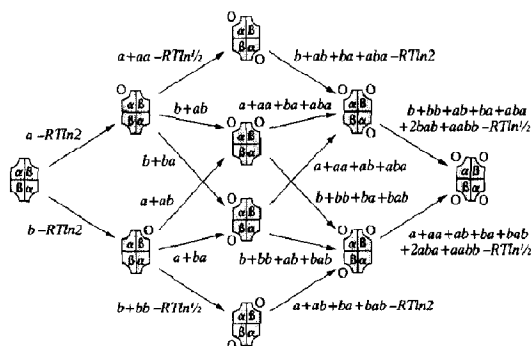 O
α β
β α
O
a+aa –RTln½
b+ab+ba+aba–RTln2
O
α β
β α
b+ab
a+aa+ba+aba
O O
α β
β α
O
b+bb+ab+ba+aba
+2bab+aabb–RTln½
a –RTln2
O
α β
β α
O
b+ba
a+aa+ab+aba
α β
β α
O O
α β
β α
O O
a+ab
b+bb+ba+bab
b –RTln2
O
α β
β α
a+ba
O
α β
β α
O
b+bb+ab+bab
O
α β
β α
O O
a+aa+ab+ba+bab
+2aba+aabb–RTln½
b+bb –RTln½
a+ab+ba+bab –RTln2
O
α β
β α
O